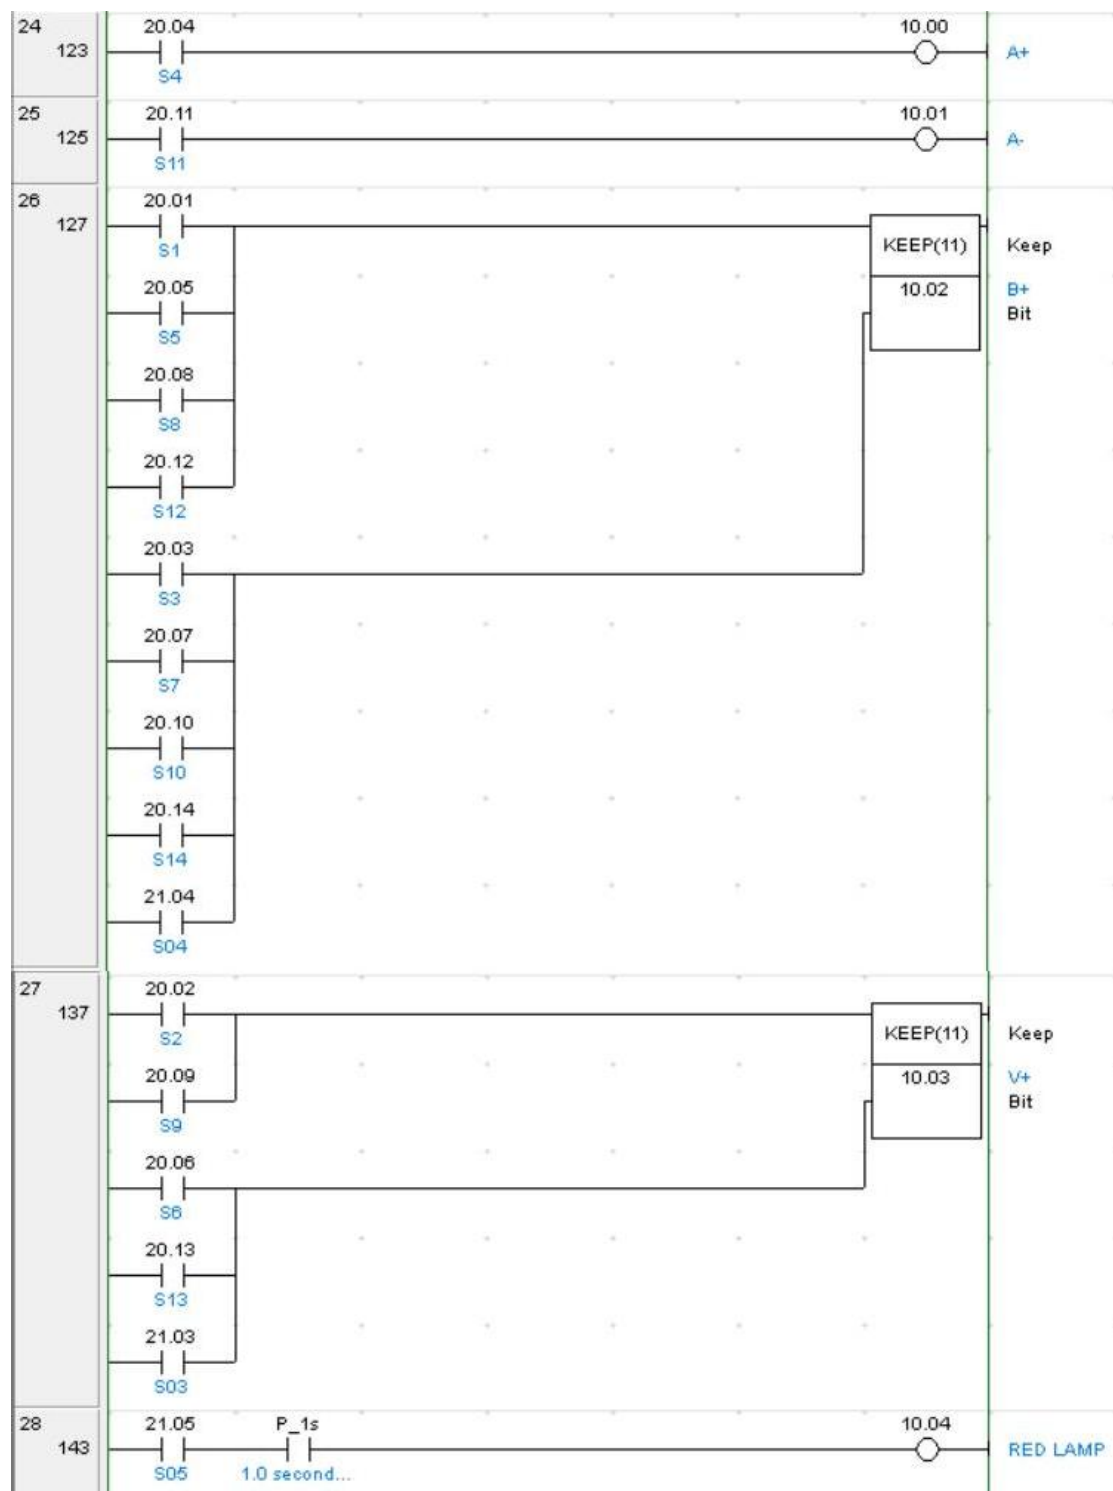 24 20.04 10.00
123 A+
S4
25 20.11 10.01
125 A-
S11
26 20.01
127 KEEP(11) Keep
S1
20.05 10.02 B+
Bit
S5
20.08
S8
20.12
S12
20.03
S3
20.07
S7
20.10
S10
20.14
S14
21.04
S04
27 20.02
137 KEEP(11) Keep
S2
20.09 10.03 V+
Bit
S9
20.06
S6
20.13
S13
21.03
S03
28 21.05 P_1s 10.04
143 RED LAMP
S05 1.0 second...